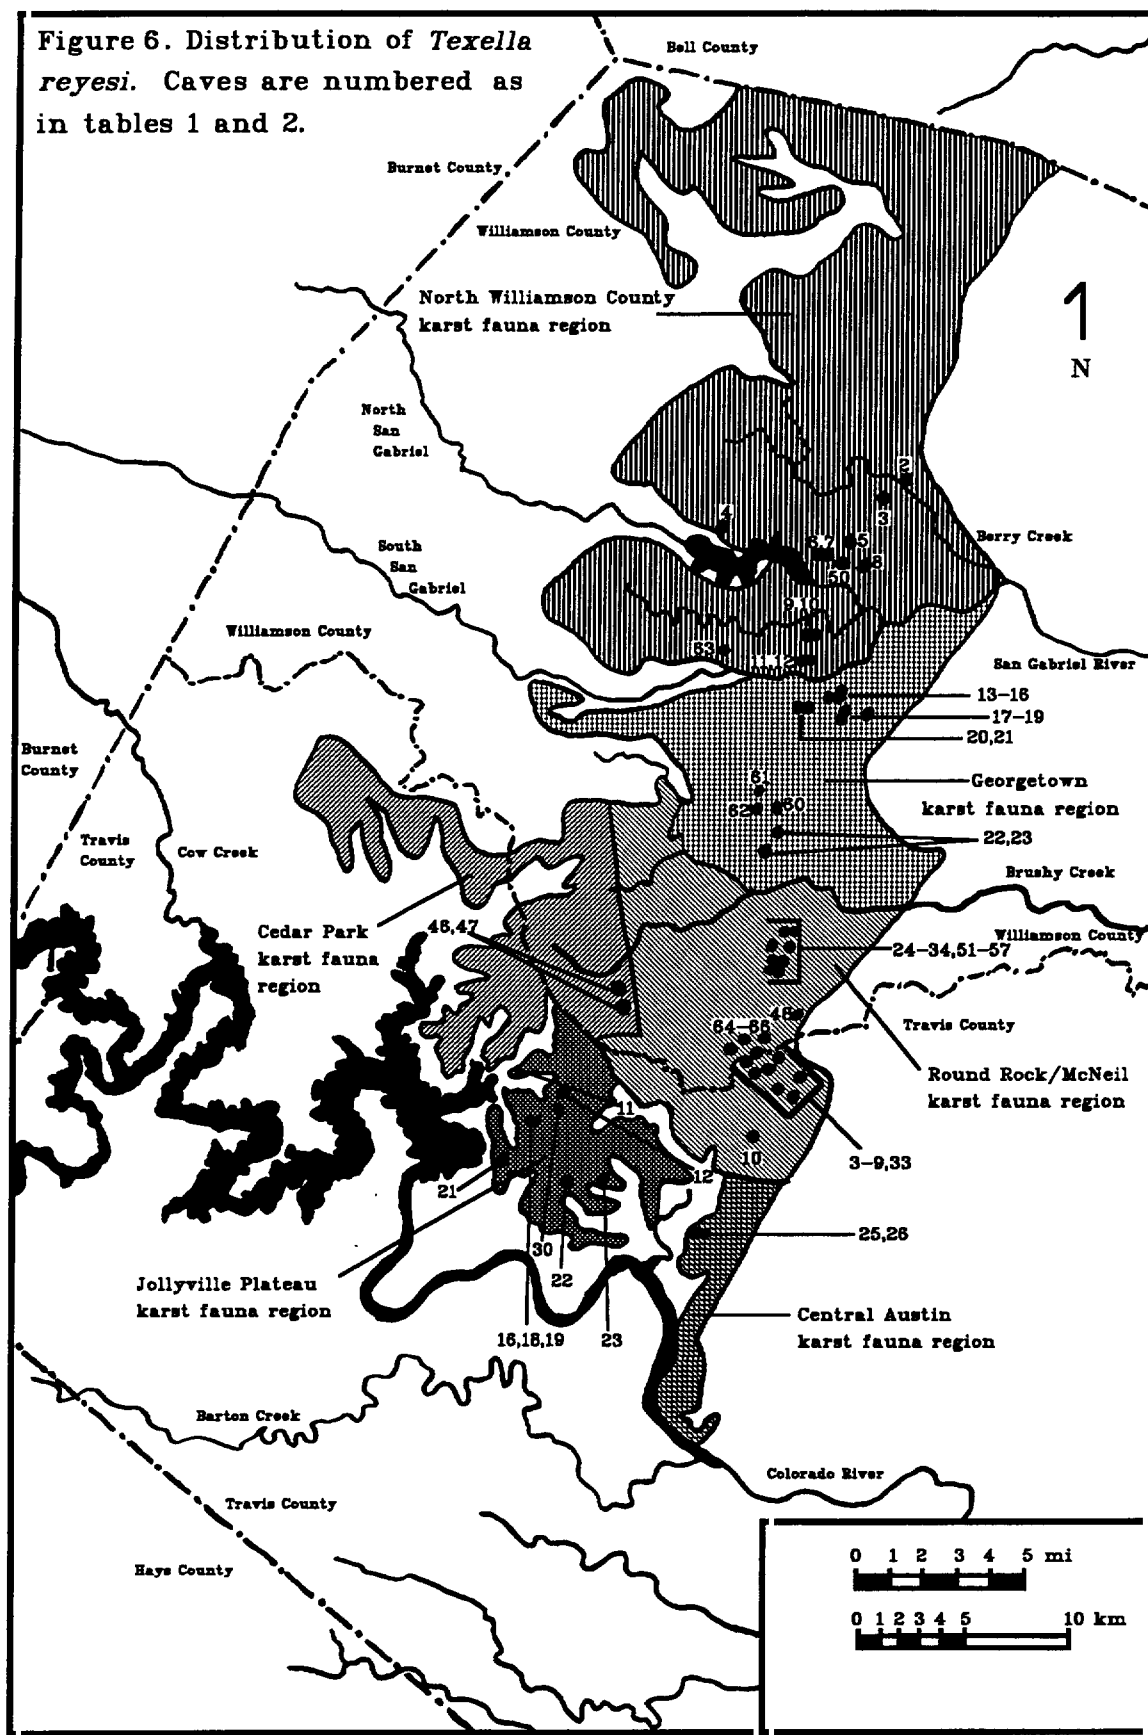 Figure 6. Distribution of Texella
reyesi. Caves are numbered as
in tables 1 and 2.
Bell County
Burnet County
Williamson County
North Williamson County
karst fauna region
N
North
San
Gabriel
2
3
4
5
6,7
8
50
Berry Creek
South
San
Gabriel
9,10
Williamson County
63
11,12
San Gabriel River
13-16
17-19
20,21
Burnet
County
61
62
60
Georgetown
karst fauna
region
22,23
Travis
County
Cow Creek
Brushy Creek
Cedar Park
karst fauna
region
46,47
Williamson County
24-34,51-57
64-66
Travis County
Round Rock/McNeil
karst fauna region
3-9,33
11
10
12
21
25,26
30
22
Jollyville Plateau
karst fauna region
Central Austin
karst fauna region
16,18,19
23
Barton Creek
Colorado River
Travis County
Hays County
0 1 2 3 4 5 mi
0 1 2 3 4 5 10 km